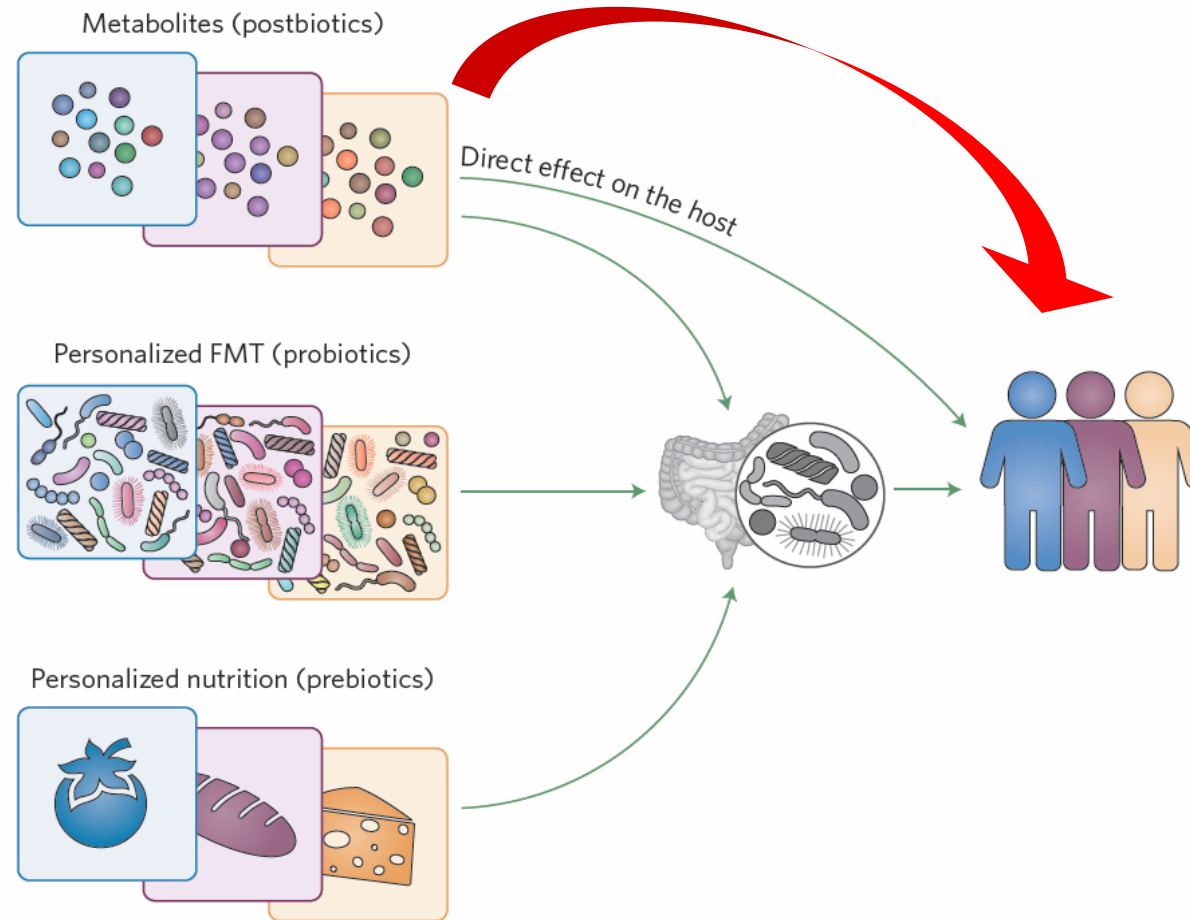 Metabolites (postbiotics)
Direct effect on the host
Personalized FMT (probiotics)
Personalized nutrition (prebiotics)